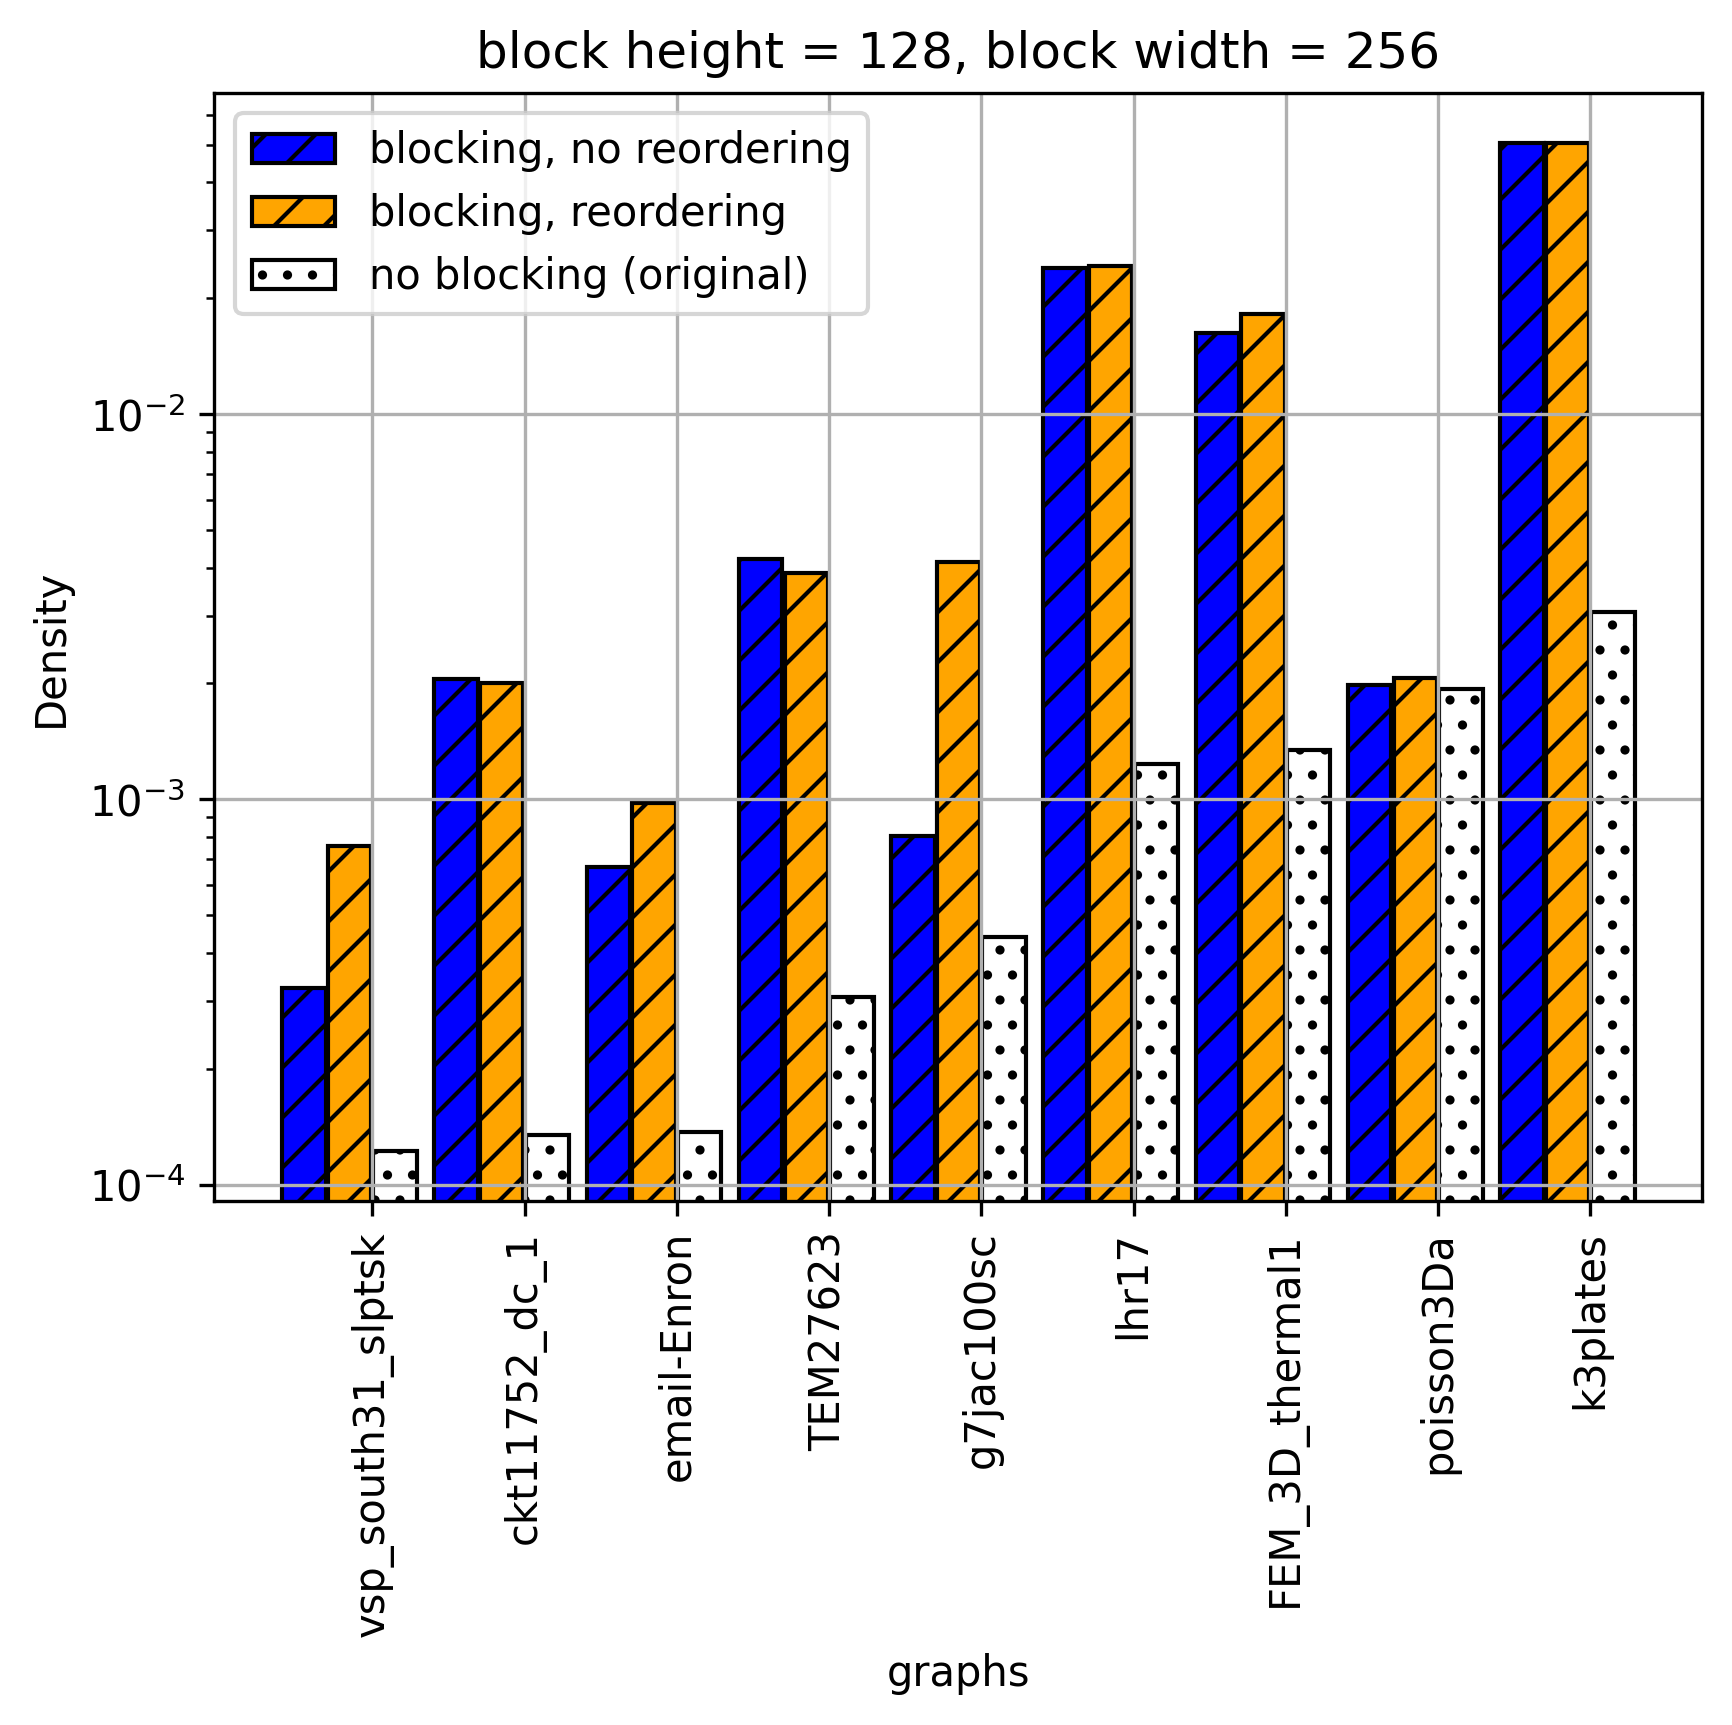 block height = 128, block width = 256
blocking, no reordering
blocking, reordering
no blocking (original)
Density
10⁻²
10⁻³
10⁻⁴
vsp_south31_slptsk
ckt11752_dc_1
email-Enron
TEM27623
g7jac100sc
lhr17
FEM_3D_thermal1
poisson3Da
k3plates
graphs